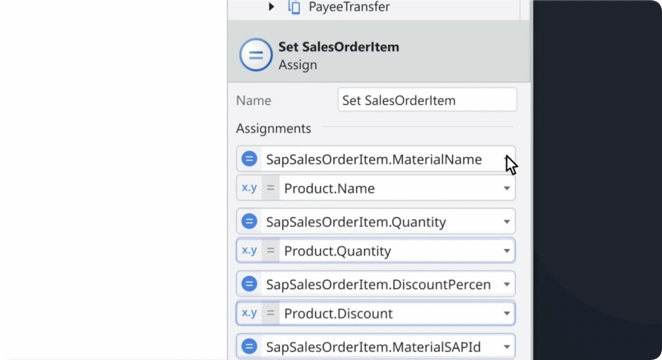 PayeeTransfer
Set SalesOrderItem
Assign
Name Set SalesOrderItem
Assignments
SapSalesOrderItem.MaterialName
x.y = Product.Name
SapSalesOrderItem.Quantity
x.y = Product.Quantity
SapSalesOrderItem.DiscountPercen
x.y = Product.Discount
SapSalesOrderItem.MaterialSAPId